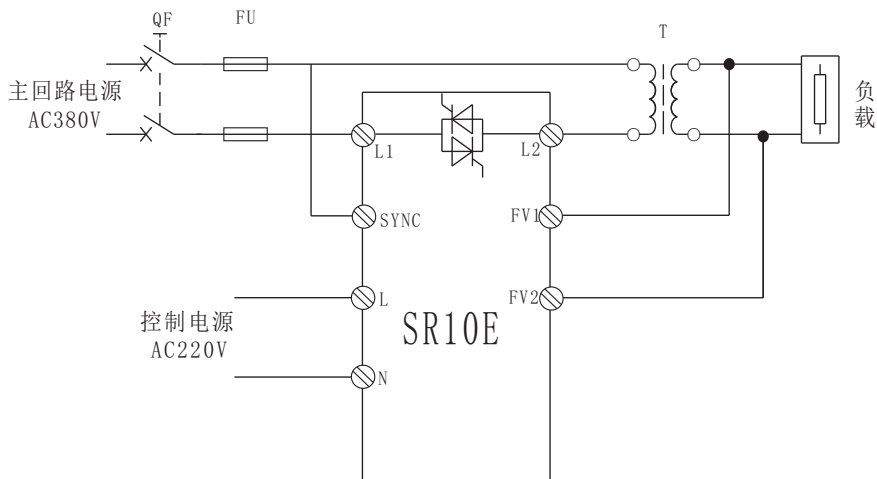 QF
FU
T
主回路电源
AC380V
负载
L1
L2
SYNC
FV1
L
FV2
控制电源
AC220V
SR10E
N